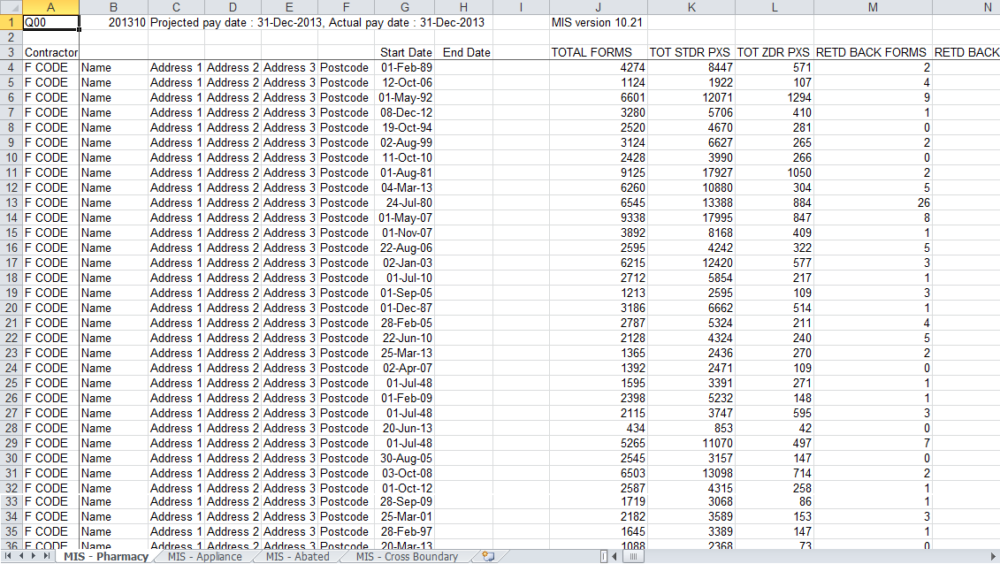 A B C D E F G H I J K L M N
1 Q00 201310 Projected pay date : 31-Dec-2013, Actual pay date : 31-Dec-2013 MIS version 10.21
2
3 Contractor Start Date End Date TOTAL FORMS TOT STDR PXS TOT ZDR PXS RETD BACK FORMS RETD BACK
4 F CODE Name Address 1 Address 2 Address 3 Postcode 01-Feb-89 4274 8447 571 2
5 F CODE Name Address 1 Address 2 Address 3 Postcode 12-Oct-06 1124 1922 107 4
6 F CODE Name Address 1 Address 2 Address 3 Postcode 01-May-92 6601 12071 1294 9
7 F CODE Name Address 1 Address 2 Address 3 Postcode 08-Dec-12 3280 5706 410 1
8 F CODE Name Address 1 Address 2 Address 3 Postcode 19-Oct-94 2520 4670 281 0
9 F CODE Name Address 1 Address 2 Address 3 Postcode 02-Aug-99 3124 6627 265 2
10 F CODE Name Address 1 Address 2 Address 3 Postcode 11-Oct-10 2428 3990 266 0
11 F CODE Name Address 1 Address 2 Address 3 Postcode 01-Aug-81 9125 17927 1050 2
12 F CODE Name Address 1 Address 2 Address 3 Postcode 04-Mar-13 6260 10880 304 5
13 F CODE Name Address 1 Address 2 Address 3 Postcode 24-Jul-80 6545 13388 884 26
14 F CODE Name Address 1 Address 2 Address 3 Postcode 01-May-07 9338 17995 847 8
15 F CODE Name Address 1 Address 2 Address 3 Postcode 01-Nov-07 3892 8168 409 1
16 F CODE Name Address 1 Address 2 Address 3 Postcode 22-Aug-06 2595 4242 322 5
17 F CODE Name Address 1 Address 2 Address 3 Postcode 02-Jan-03 6215 12420 577 3
18 F CODE Name Address 1 Address 2 Address 3 Postcode 01-Jul-10 2712 5854 217 1
19 F CODE Name Address 1 Address 2 Address 3 Postcode 01-Sep-05 1213 2595 109 3
20 F CODE Name Address 1 Address 2 Address 3 Postcode 01-Dec-87 3186 6662 514 1
21 F CODE Name Address 1 Address 2 Address 3 Postcode 28-Feb-05 2787 5324 211 4
22 F CODE Name Address 1 Address 2 Address 3 Postcode 22-Jun-10 2128 4324 240 5
23 F CODE Name Address 1 Address 2 Address 3 Postcode 25-Mar-13 1365 2436 270 2
24 F CODE Name Address 1 Address 2 Address 3 Postcode 02-Apr-07 1392 2471 109 0
25 F CODE Name Address 1 Address 2 Address 3 Postcode 01-Jul-48 1595 3391 271 1
26 F CODE Name Address 1 Address 2 Address 3 Postcode 01-Feb-09 2398 5232 148 1
27 F CODE Name Address 1 Address 2 Address 3 Postcode 01-Jul-48 2115 3747 595 3
28 F CODE Name Address 1 Address 2 Address 3 Postcode 20-Jun-13 434 853 42 0
29 F CODE Name Address 1 Address 2 Address 3 Postcode 01-Jul-48 5265 11070 497 7
30 F CODE Name Address 1 Address 2 Address 3 Postcode 30-Aug-05 2545 3157 147 0
31 F CODE Name Address 1 Address 2 Address 3 Postcode 03-Oct-08 6503 13098 714 2
32 F CODE Name Address 1 Address 2 Address 3 Postcode 01-Oct-12 2587 4315 258 1
33 F CODE Name Address 1 Address 2 Address 3 Postcode 28-Sep-09 1719 3068 86 1
34 F CODE Name Address 1 Address 2 Address 3 Postcode 25-Mar-01 2182 3589 153 3
35 F CODE Name Address 1 Address 2 Address 3 Postcode 28-Feb-97 1645 3389 147 1
36 F CODE Name Address 1 Address 2 Address 3 Postcode 20-Mar-13 1088 2368 73 0
MIS - Pharmacy MIS - Appliance MIS - Abated MIS - Cross Boundary